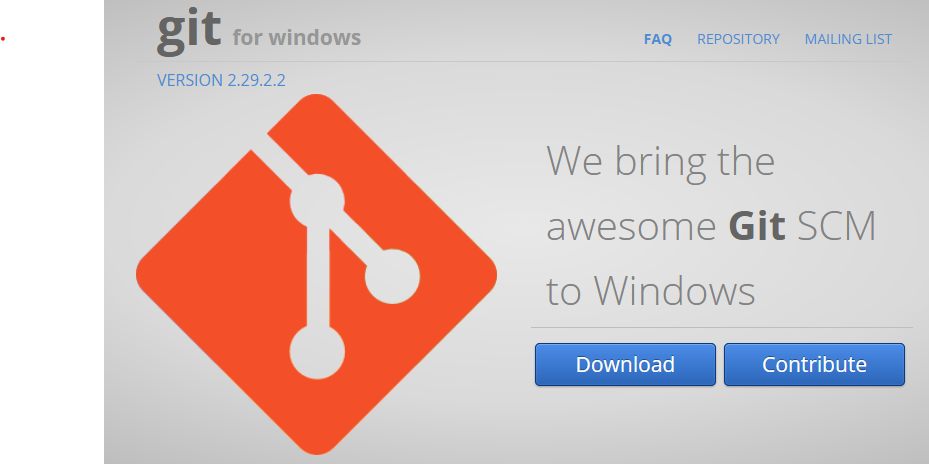 git for windows
FAQ REPOSITORY MAILING LIST
VERSION 2.29.2.2
We bring the
awesome Git SCM
to Windows
Download Contribute